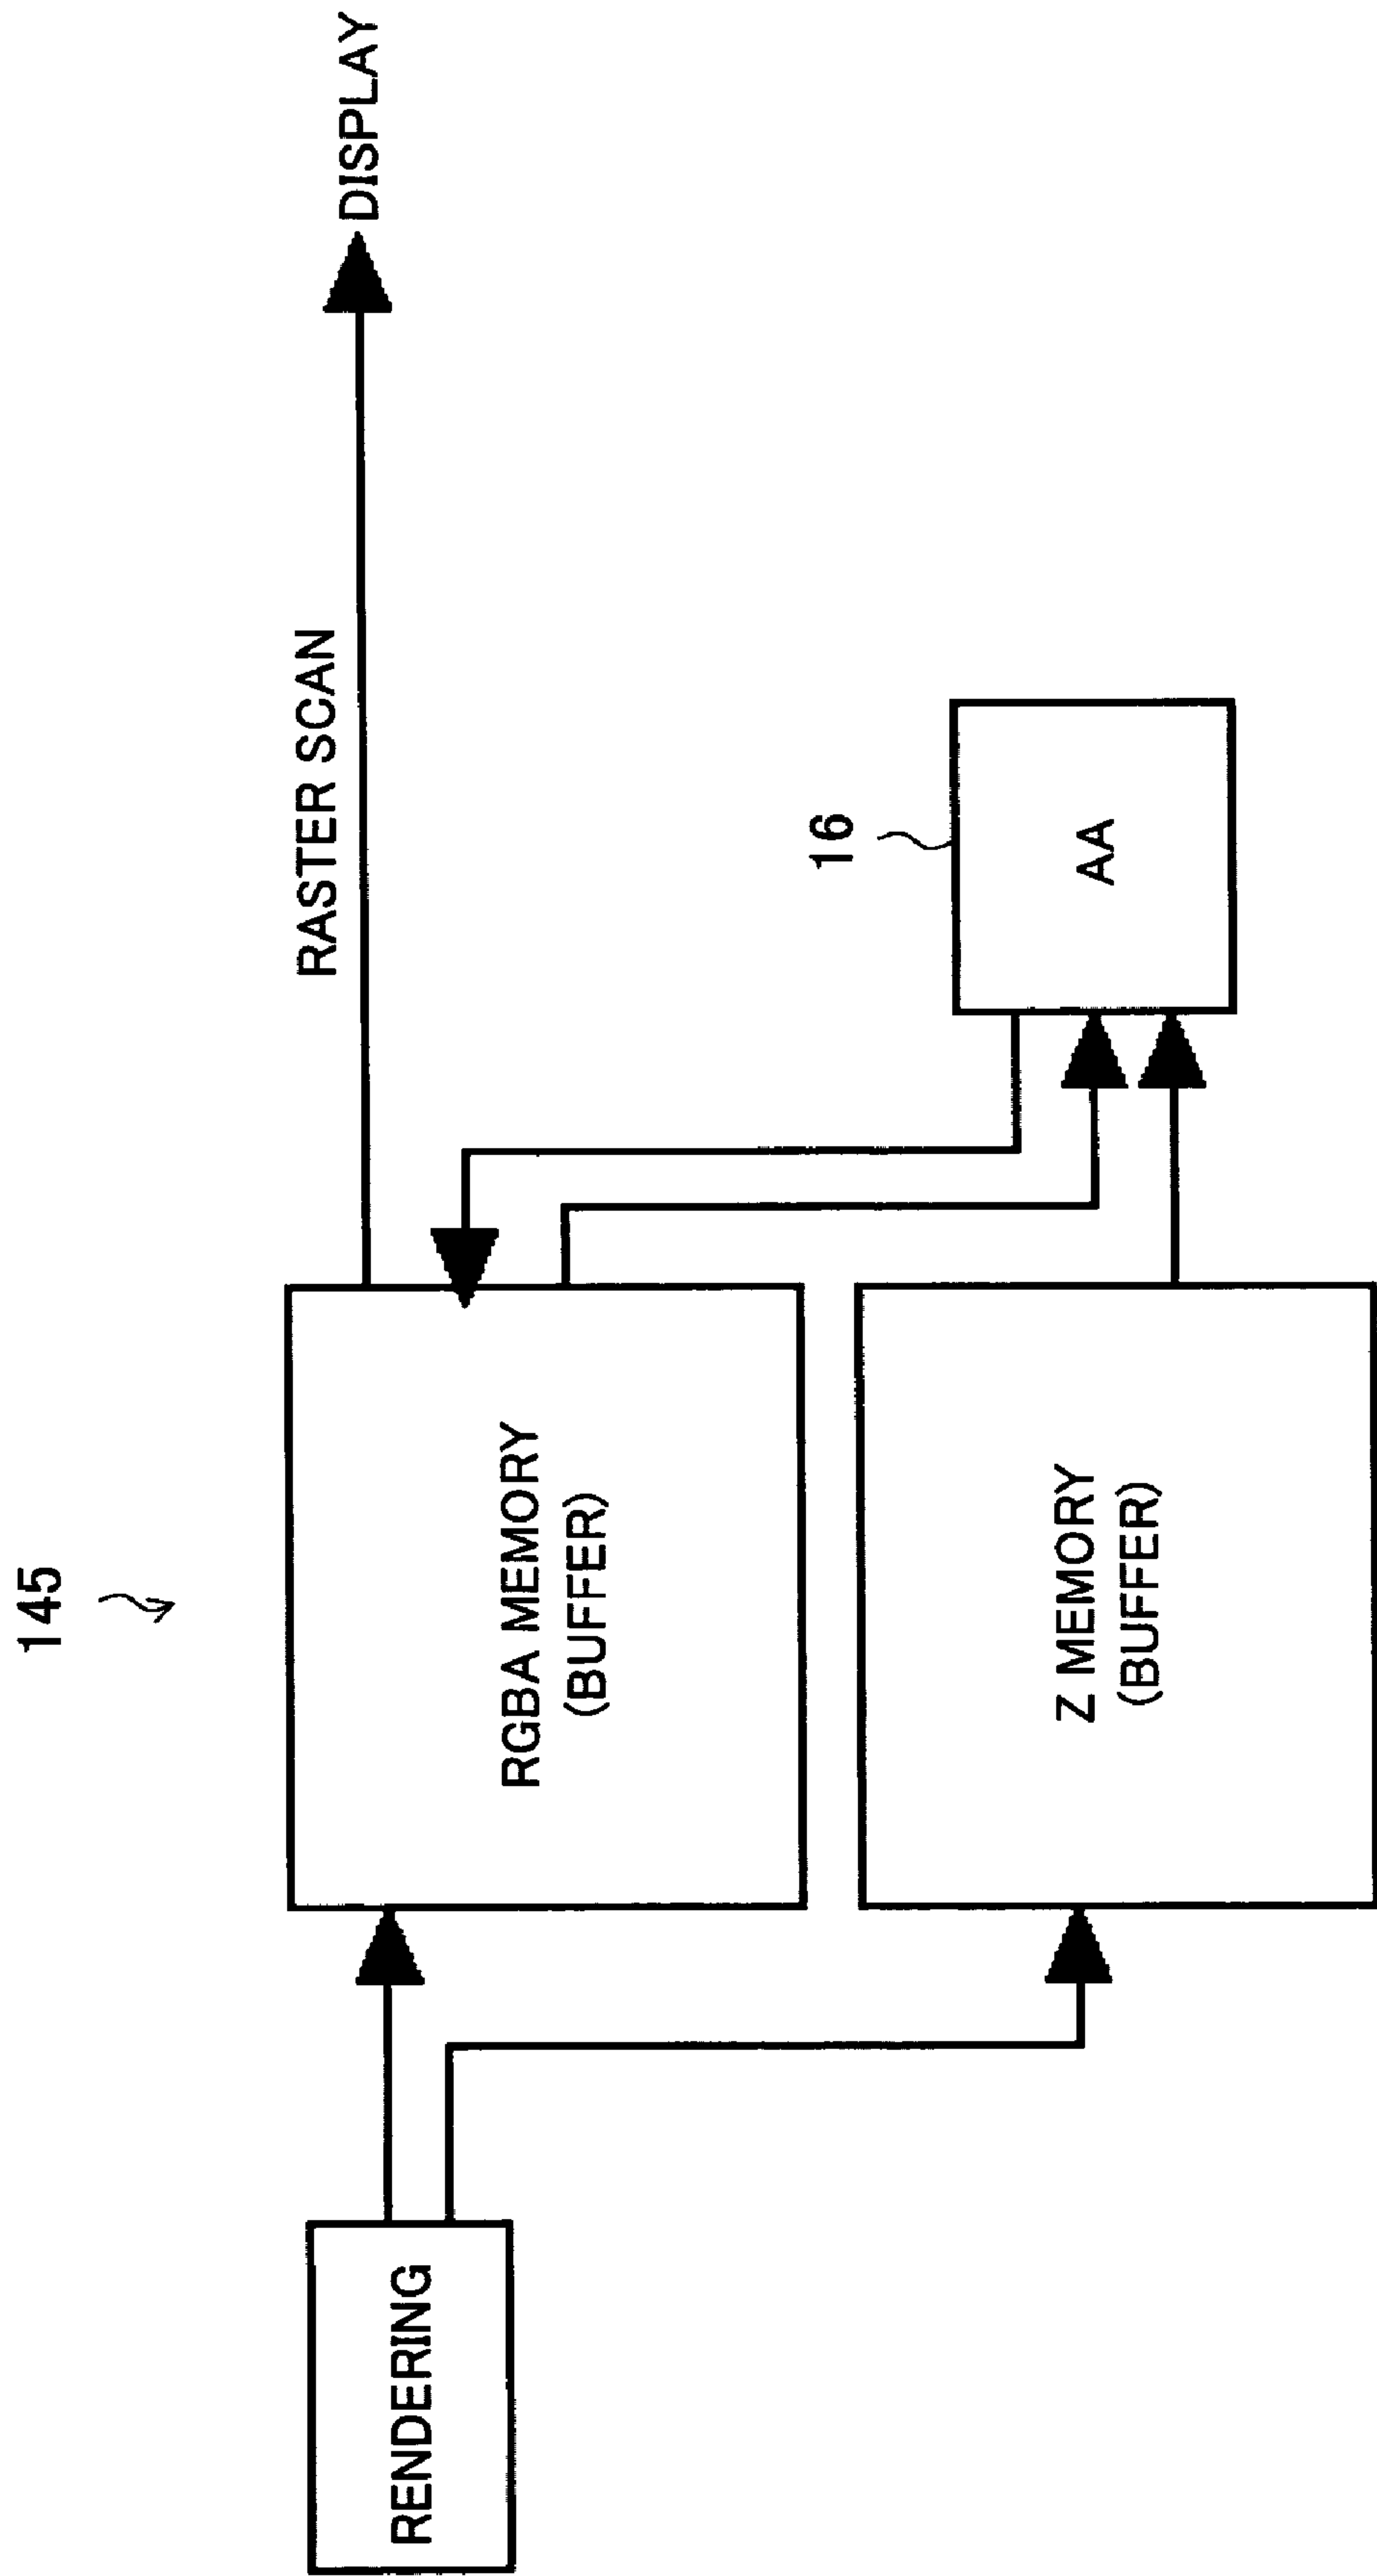 145
RASTER SCAN
DISPLAY
RENDERING
RGBA MEMORY
(BUFFER)
16
AA
Z MEMORY
(BUFFER)